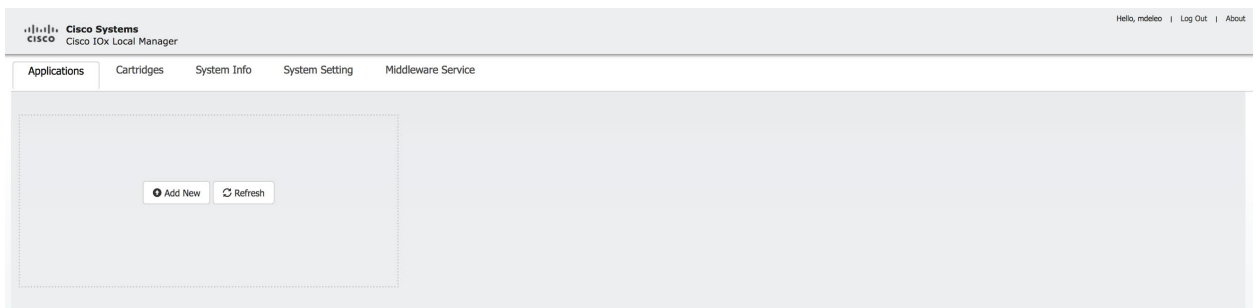 Hello, mdeleo | Log Out | About
CISCO
Cisco Systems
Cisco IOx Local Manager
Applications Cartridges System Info System Setting Middleware Service
Add New Refresh